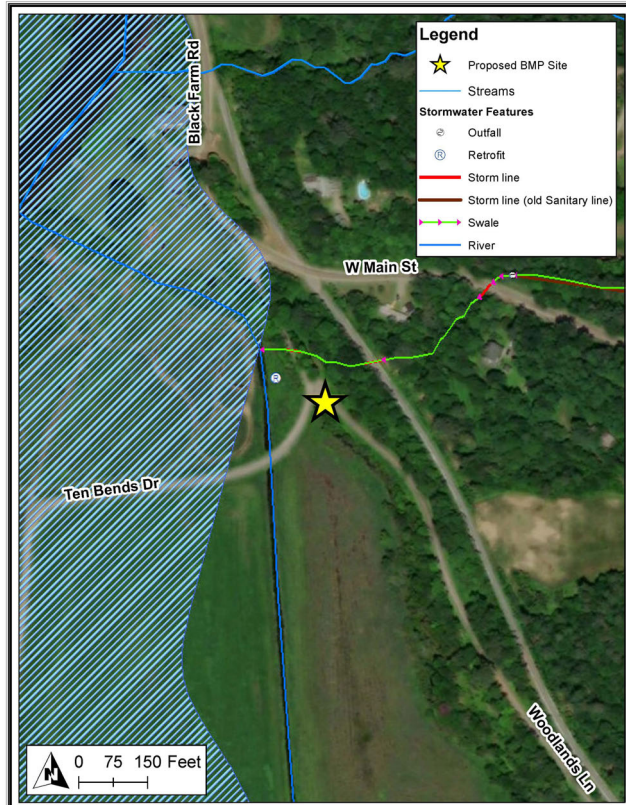 Legend
Proposed BMP Site
Streams
Stormwater Features
Outfall
R Retrofit
Storm line
Storm line (old Sanitary line)
Swale
River
Black Farm Rd
W Main St
R
Ten Bends Dr
Woodlands Ln
N
0 75 150 Feet